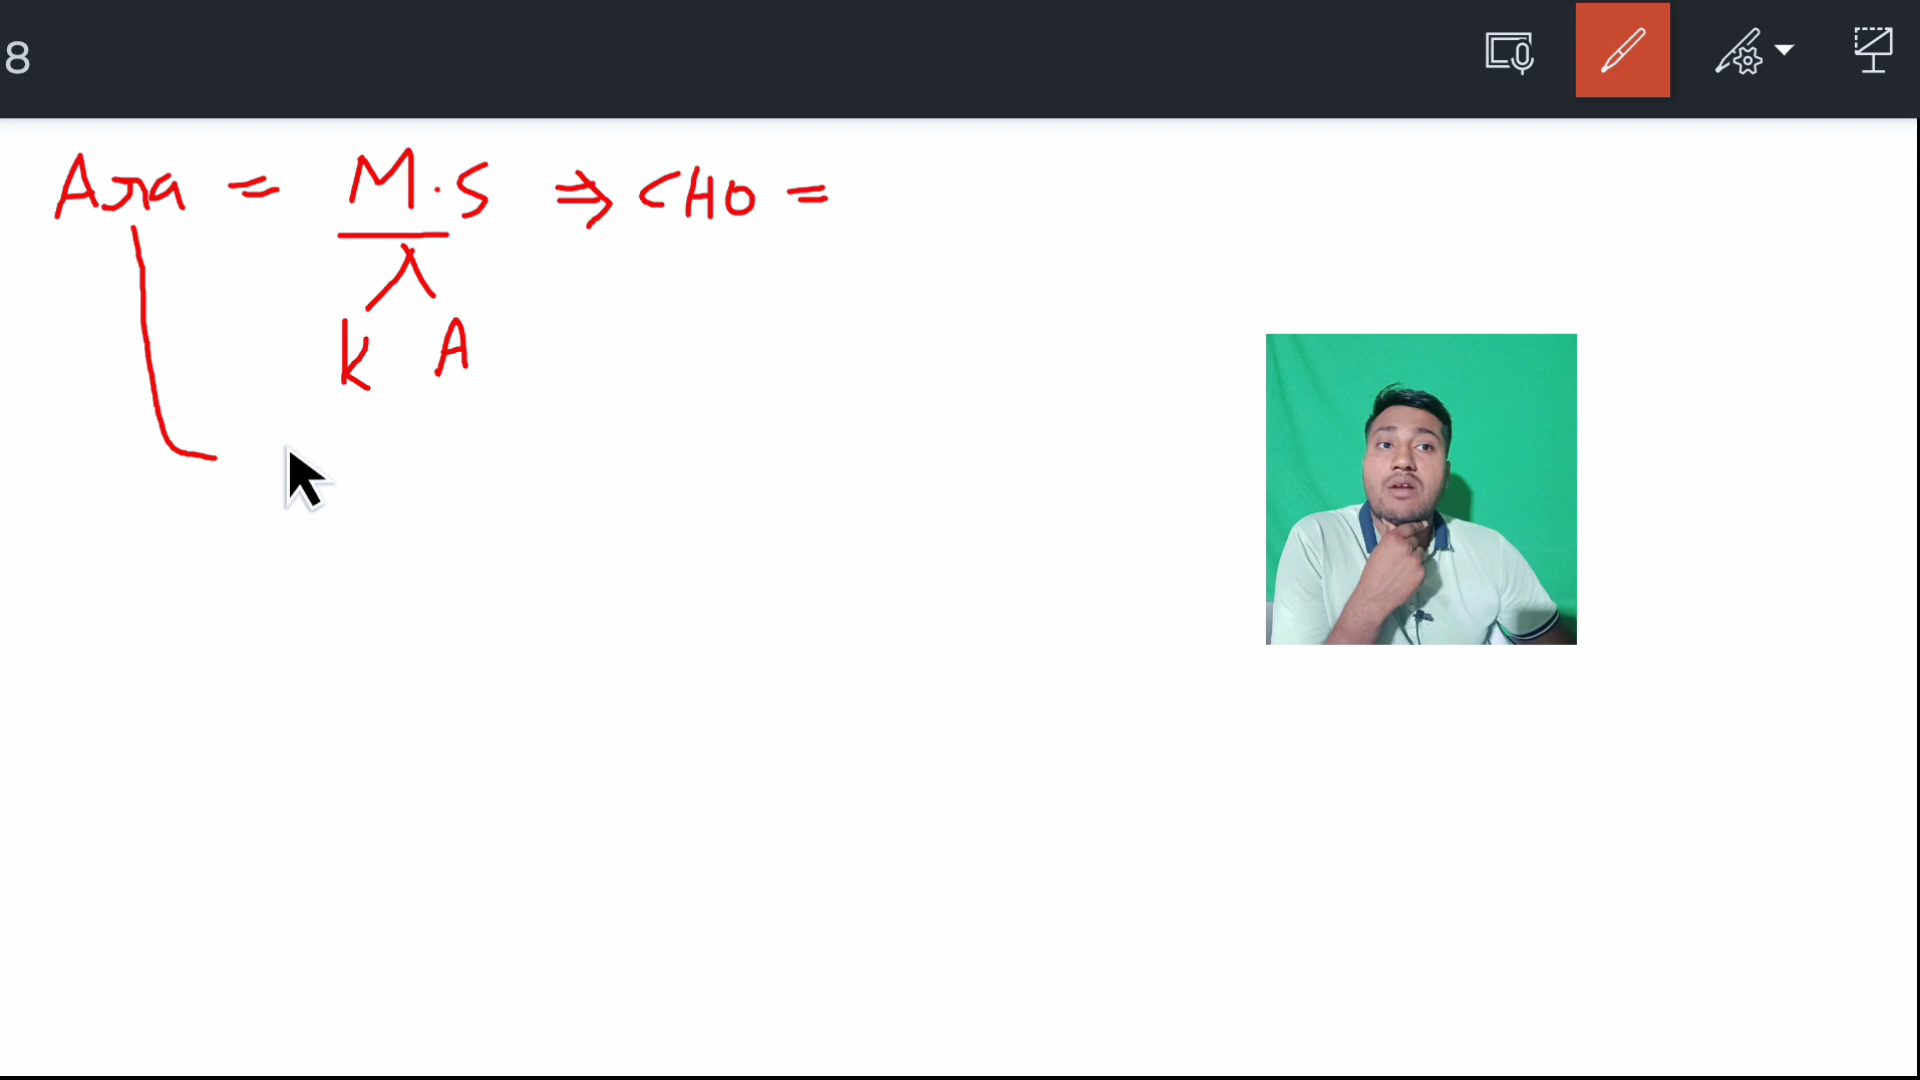 8
Ara = M.S ⇒ CHO =
K A